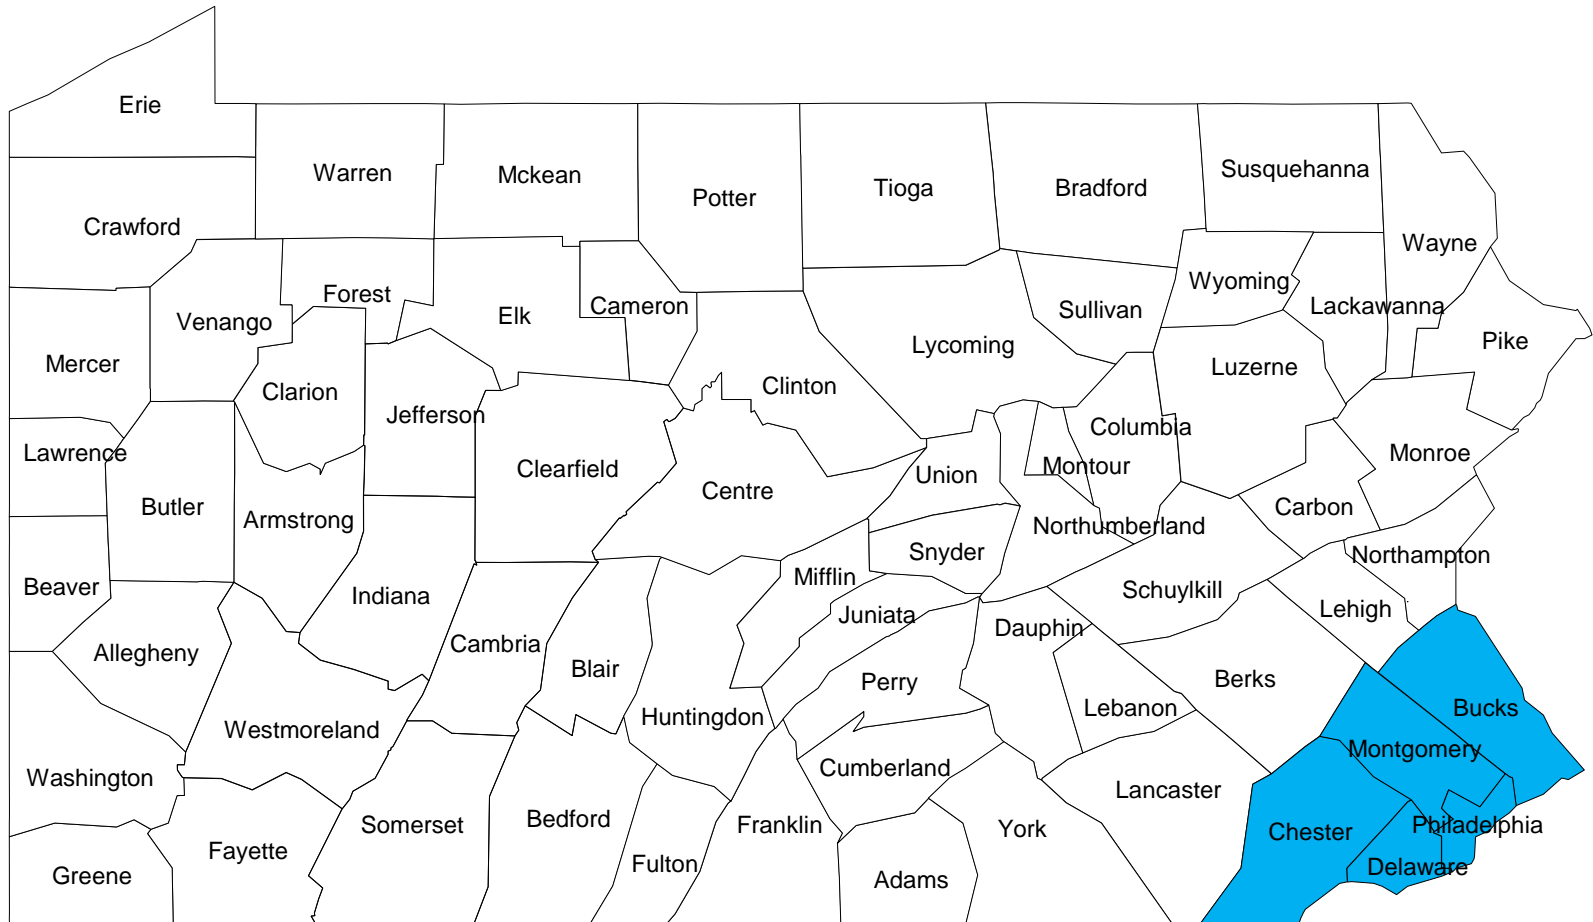 Erie
Warren
Mckean
Potter
Tioga
Bradford
Susquehanna
Crawford
Wayne
Venango
Forest
Elk
Cameron
Sullivan
Wyoming
Lackawanna
Mercer
Clarion
Jefferson
Clinton
Lycoming
Luzerne
Pike
Lawrence
Butler
Armstrong
Clearfield
Centre
Union
Montour
Columbia
Monroe
Carbon
Beaver
Indiana
Mifflin
Snyder
Northumberland
Northampton
Allegheny
Cambria
Blair
Juniata
Dauphin
Schuylkill
Lehigh
Westmoreland
Huntingdon
Perry
Lebanon
Berks
Bucks
Washington
Cumberland
Lancaster
Montgomery
Greene
Fayette
Somerset
Bedford
Fulton
Franklin
Adams
York
Chester
Philadelphia
Delaware